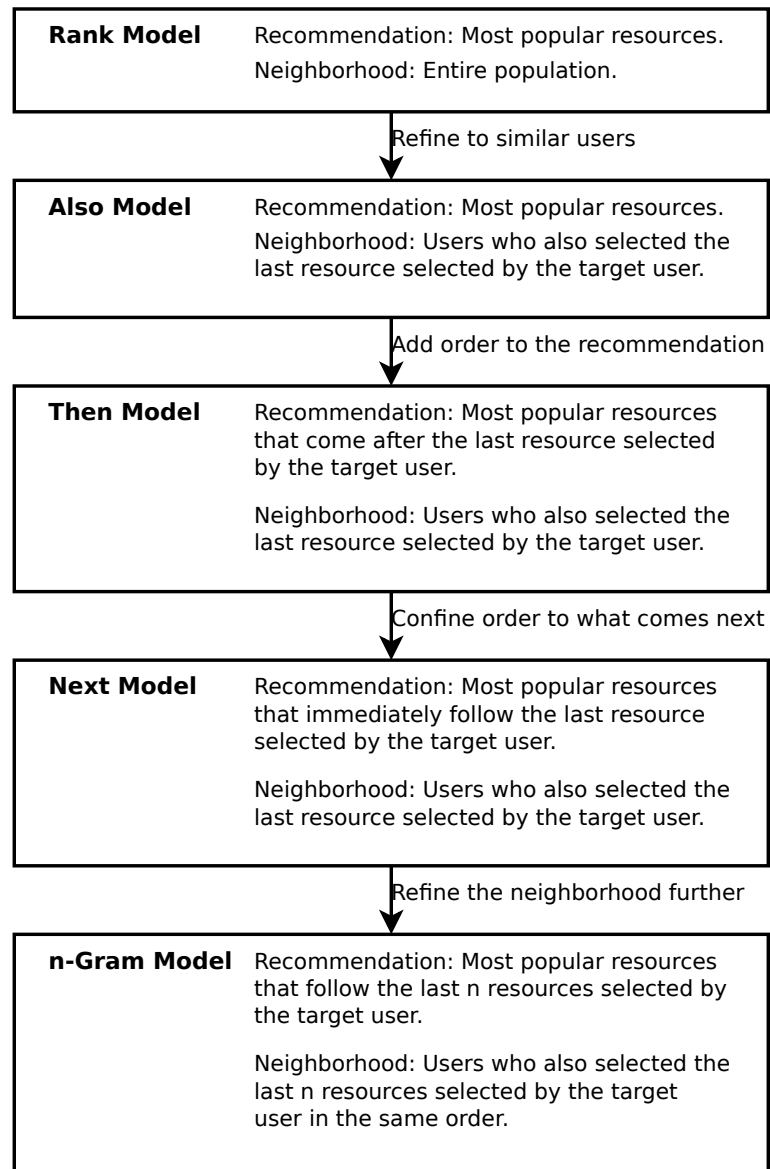 Rank Model
Recommendation: Most popular resources.
Neighborhood: Entire population.
Refine to similar users
Also Model
Recommendation: Most popular resources.
Neighborhood: Users who also selected the
last resource selected by the target user.
Add order to the recommendation
Then Model
Recommendation: Most popular resources
that come after the last resource selected
by the target user.
Neighborhood: Users who also selected the
last resource selected by the target user.
Confine order to what comes next
Next Model
Recommendation: Most popular resources
that immediately follow the last resource
selected by the target user.
Neighborhood: Users who also selected the
last resource selected by the target user.
Refine the neighborhood further
n-Gram Model
Recommendation: Most popular resources
that follow the last n resources selected by
the target user.
Neighborhood: Users who also selected the
last n resources selected by the target
user in the same order.